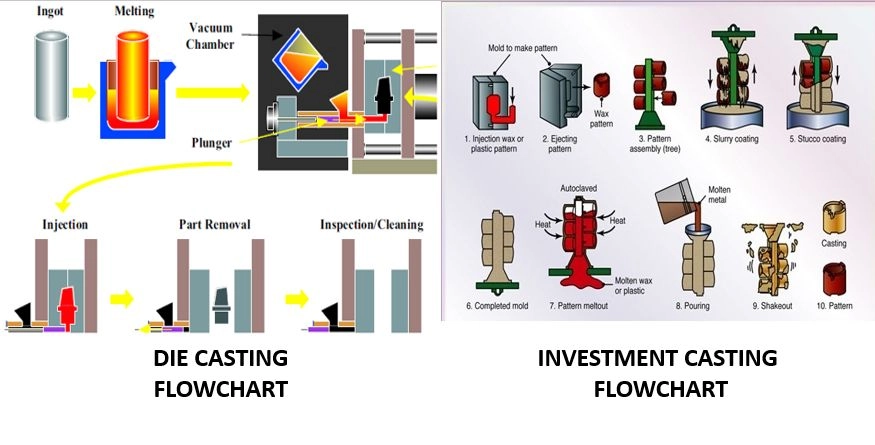 Ingot
Melting
Vacuum
Chamber
Plunger
Injection
Part Removal
Inspection/Cleaning
DIE CASTING
FLOWCHART
Mold to make pattern
Wax
pattern
1. Injection wax or
plastic pattern
2. Ejecting
pattern
3. Pattern
assembly (tree)
4. Slurry coating
5. Stucco coating
Autoclaved
Heat
Heat
Molten wax
or plastic
Molten
metal
Casting
6. Completed mold
7. Pattern meltout
8. Pouring
9. Shakeout
10. Pattern
INVESTMENT CASTING
FLOWCHART